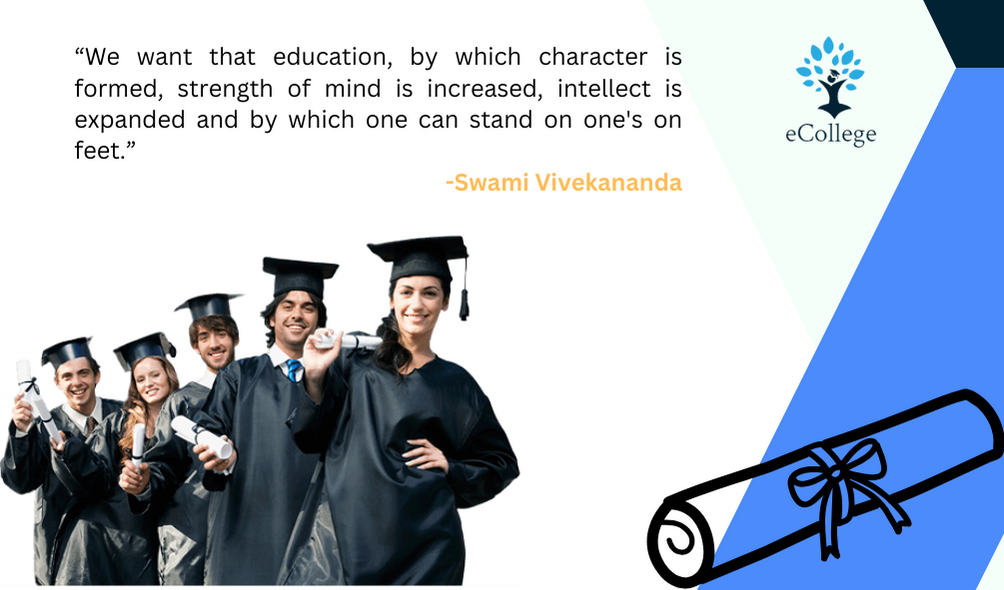 “We want that education, by which character is
formed, strength of mind is increased, intellect is
expanded and by which one can stand on one's on
feet.”
-Swami Vivekananda
eCollege